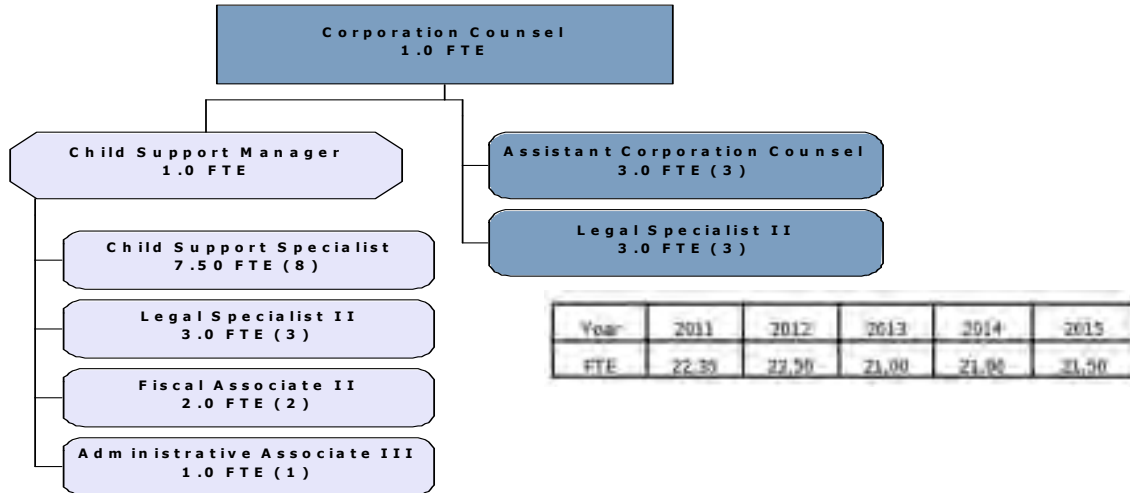 Corporation Counsel
1.0 FTE
Child Support Manager
1.0 FTE
Assistant Corporation Counsel
3.0 FTE (3)
Legal Specialist II
3.0 FTE (3)
Child Support Specialist
7.50 FTE (8)
Legal Specialist II
3.0 FTE (3)
Fiscal Associate II
2.0 FTE (2)
Administrative Associate III
1.0 FTE (1)
Year 2011 2012 2013 2014 2015
FTE 22.50 21.00 21.50